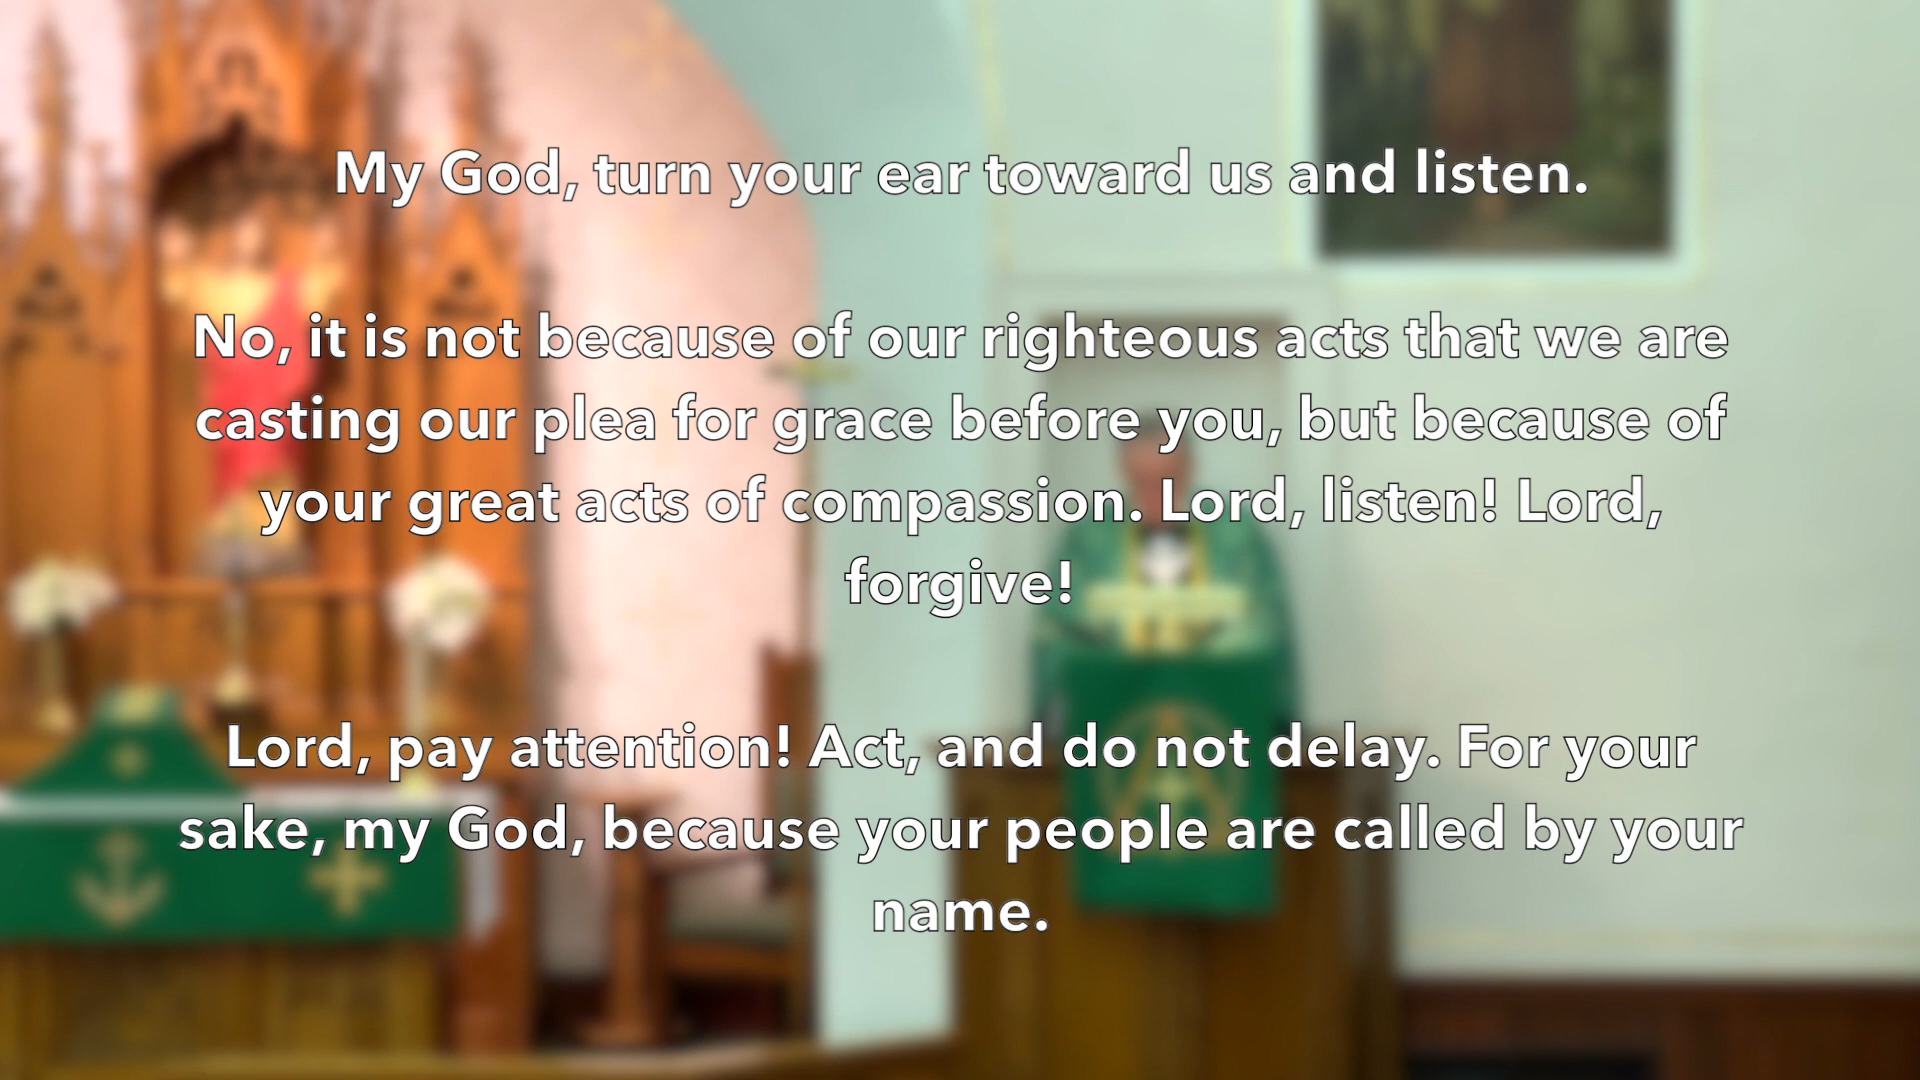 My God, turn your ear toward us and listen.
No, it is not because of our righteous acts that we are
casting our plea for grace before you, but because of
your great acts of compassion. Lord, listen! Lord,
forgive!
Lord, pay attention! Act, and do not delay. For your
sake, my God, because your people are called by your
name.